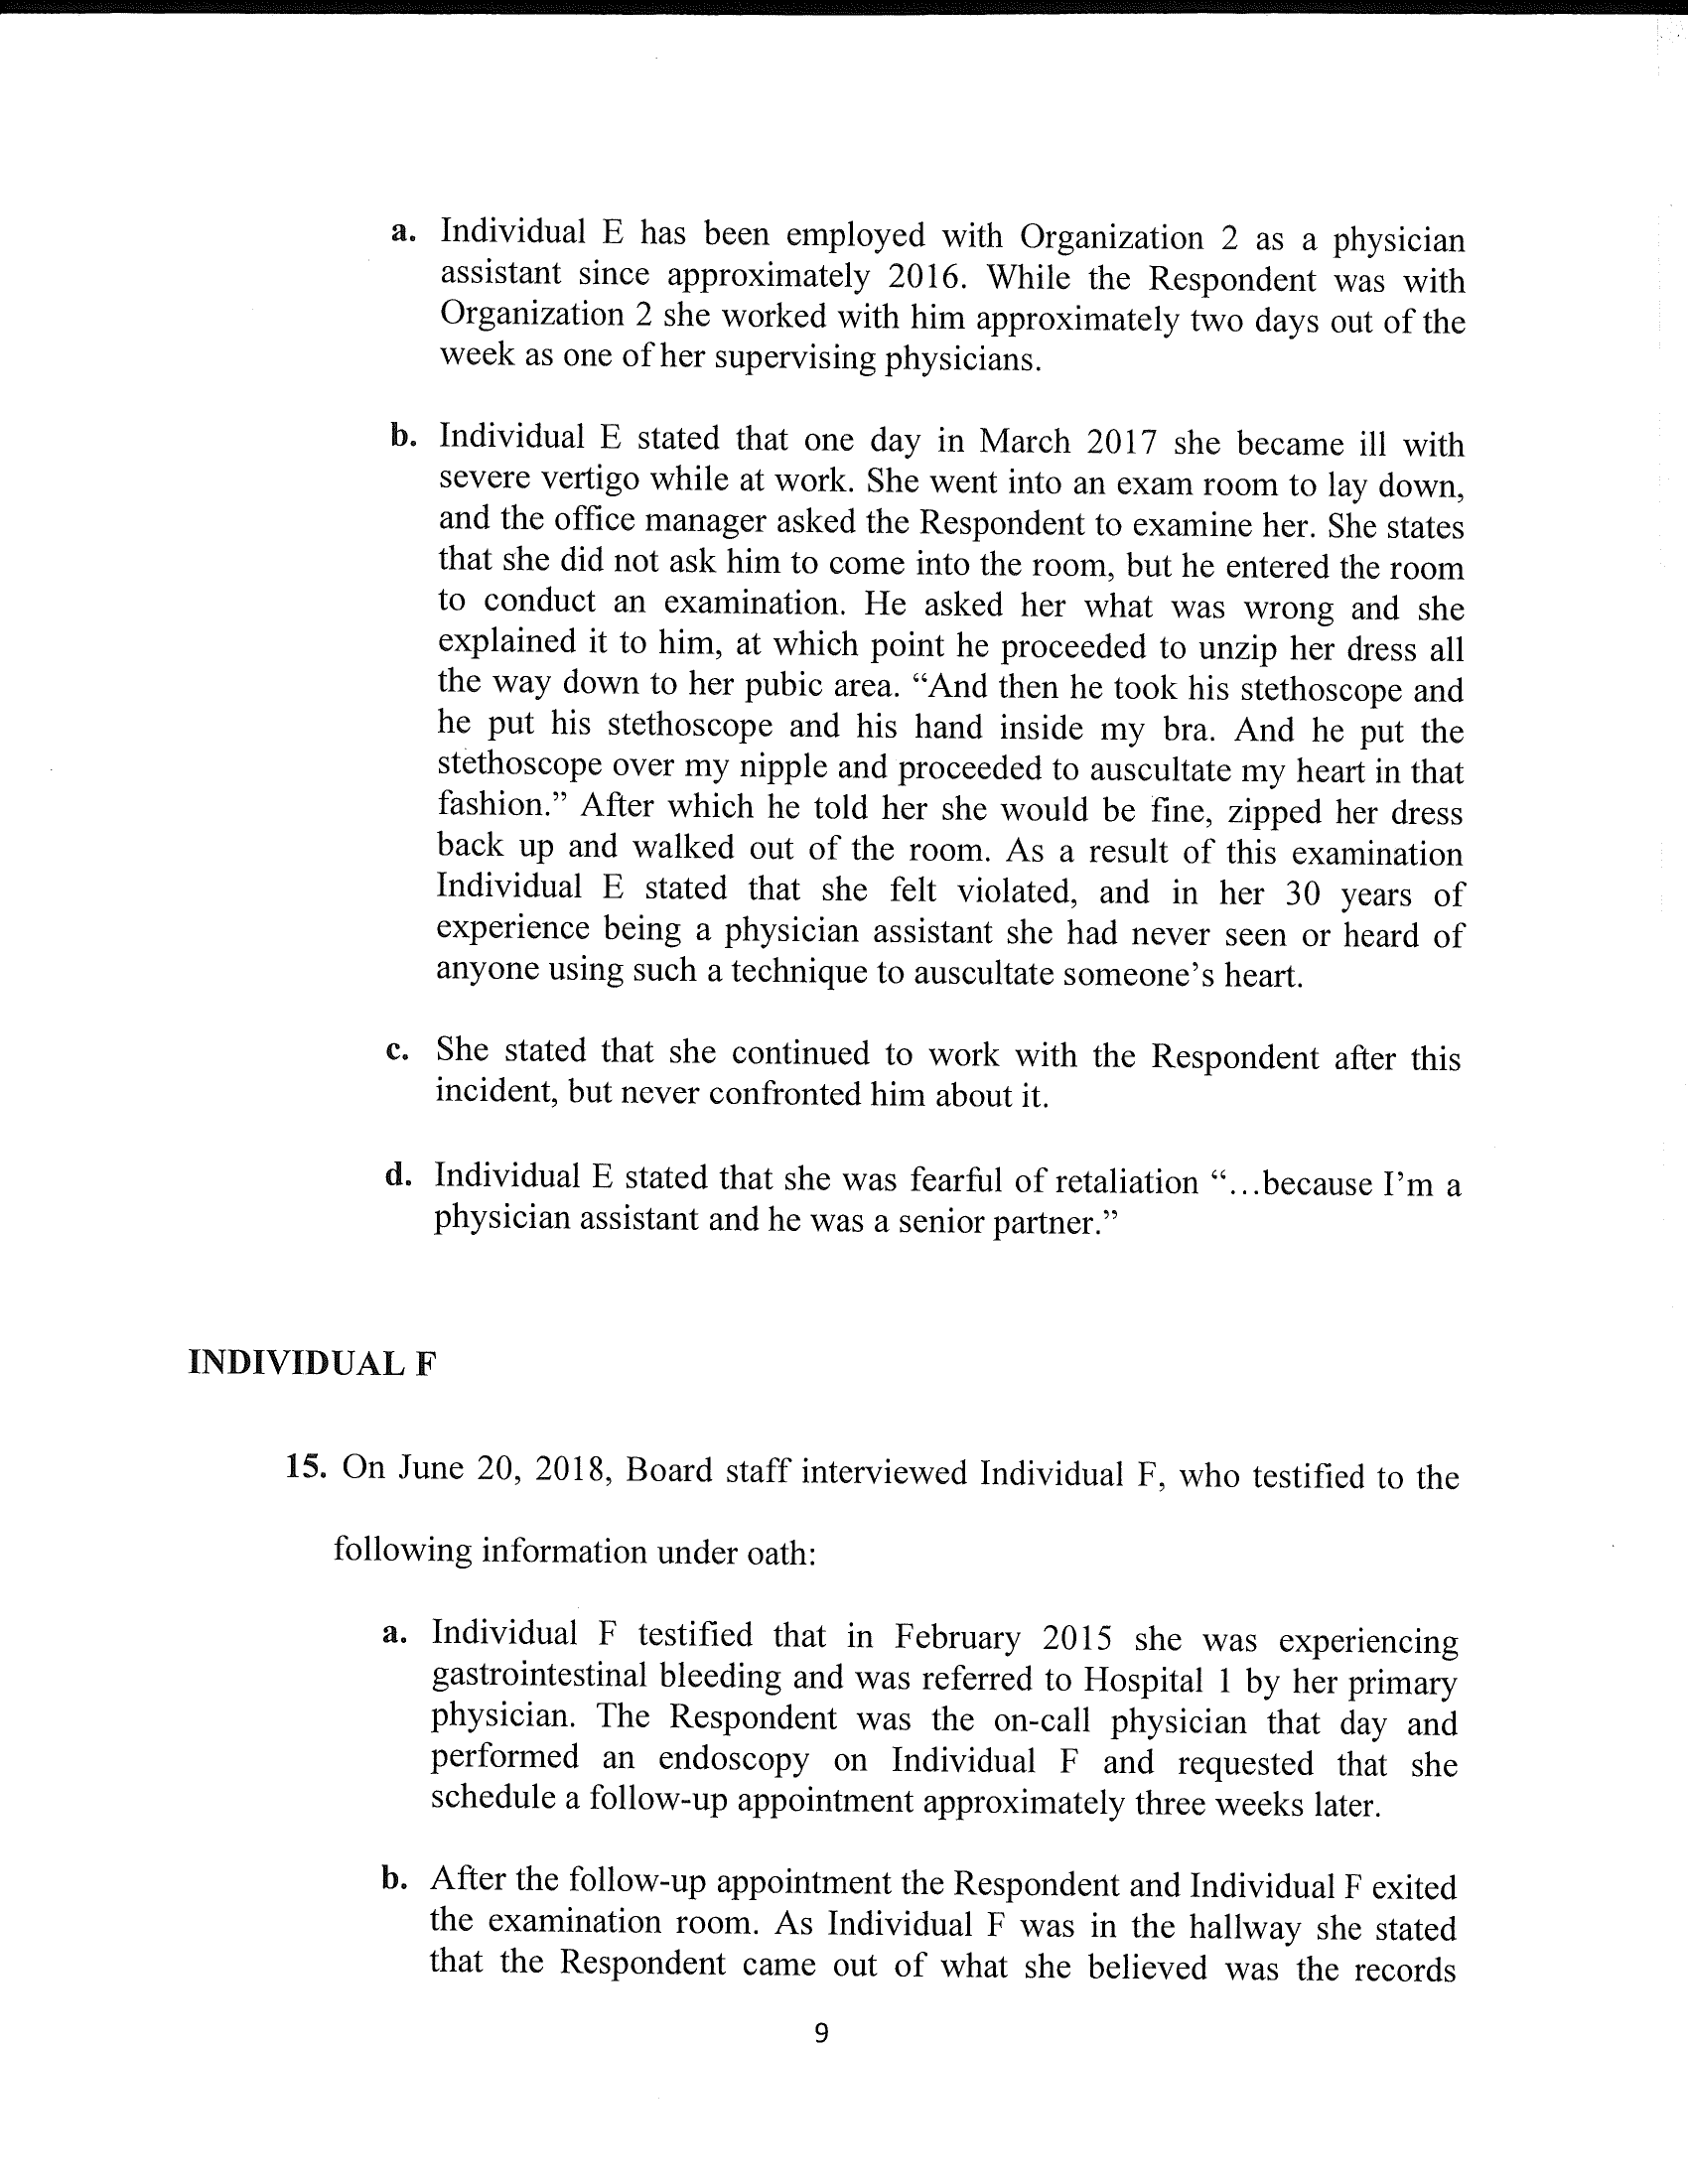 a. Individual E has been employed with Organization 2 as a physician
assistant since approximately 2016. While the Respondent was with
Organization 2 she worked with him approximately two days out of the
week as one of her supervising physicians.
b. Individual E stated that one day in March 2017 she became ill with
severe vertigo while at work. She went into an exam room to lay down,
and the office manager asked the Respondent to examine her. She states
that she did not ask him to come into the room, but he entered the room
to conduct an examination. He asked her what was wrong and she
explained it to him, at which point he proceeded to unzip her dress all
the way down to her pubic area. “And then he took his stethoscope and
he put his stethoscope and his hand inside my bra. And he put the
stethoscope over my nipple and proceeded to auscultate my heart in that
fashion.” After which he told her she would be fine, zipped her dress
back up and walked out of the room. As a result of this examination
Individual E stated that she felt violated, and in her 30 years of
experience being a physician assistant she had never seen or heard of
anyone using such a technique to auscultate someone’s heart.
c. She stated that she continued to work with the Respondent after this
incident, but never confronted him about it.
d. Individual E stated that she was fearful of retaliation “…because I’m a
physician assistant and he was a senior partner.”
INDIVIDUAL F
15. On June 20, 2018, Board staff interviewed Individual F, who testified to the
following information under oath:
a. Individual F testified that in February 2015 she was experiencing
gastrointestinal bleeding and was referred to Hospital 1 by her primary
physician. The Respondent was the on-call physician that day and
performed an endoscopy on Individual F and requested that she
schedule a follow-up appointment approximately three weeks later.
b. After the follow-up appointment the Respondent and Individual F exited
the examination room. As Individual F was in the hallway she stated
that the Respondent came out of what she believed was the records
9